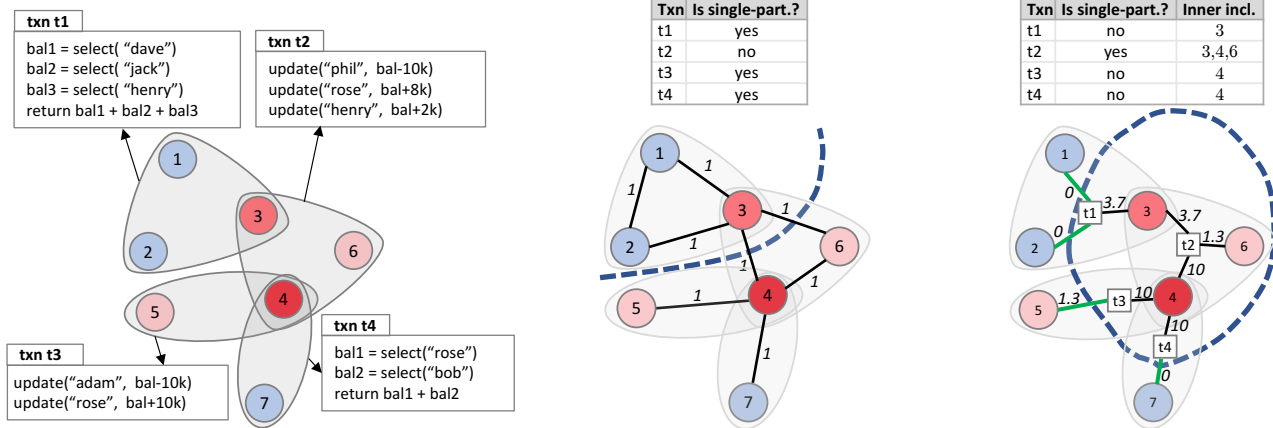 txn t1
bal1 = select( “dave”)
bal2 = select( “jack”)
bal3 = select( “henry”)
return bal1 + bal2 + bal3
txn t2
update(“phil”, bal-10k)
update(“rose”, bal+8k)
update(“henry”, bal+2k)
1
2
3
6
5
4
7
txn t3
update(“adam”, bal-10k)
update(“rose”, bal+10k)
txn t4
bal1 = select(“rose”)
bal2 = select(“bob”)
return bal1 + bal2
Txn Is single-part.?
t1 yes
t2 no
t3 yes
t4 yes
1
1
1
3
1
2
1
6
1
1
4
5
1
1
7
Txn Is single-part.? Inner incl.
t1 no 3
t2 yes 3,4,6
t3 no 4
t4 no 4
1
0
t1
3.7
3
3.7
2
0
t2
1.3
6
10
5
1.3
t3
10
4
10
t4
0
7